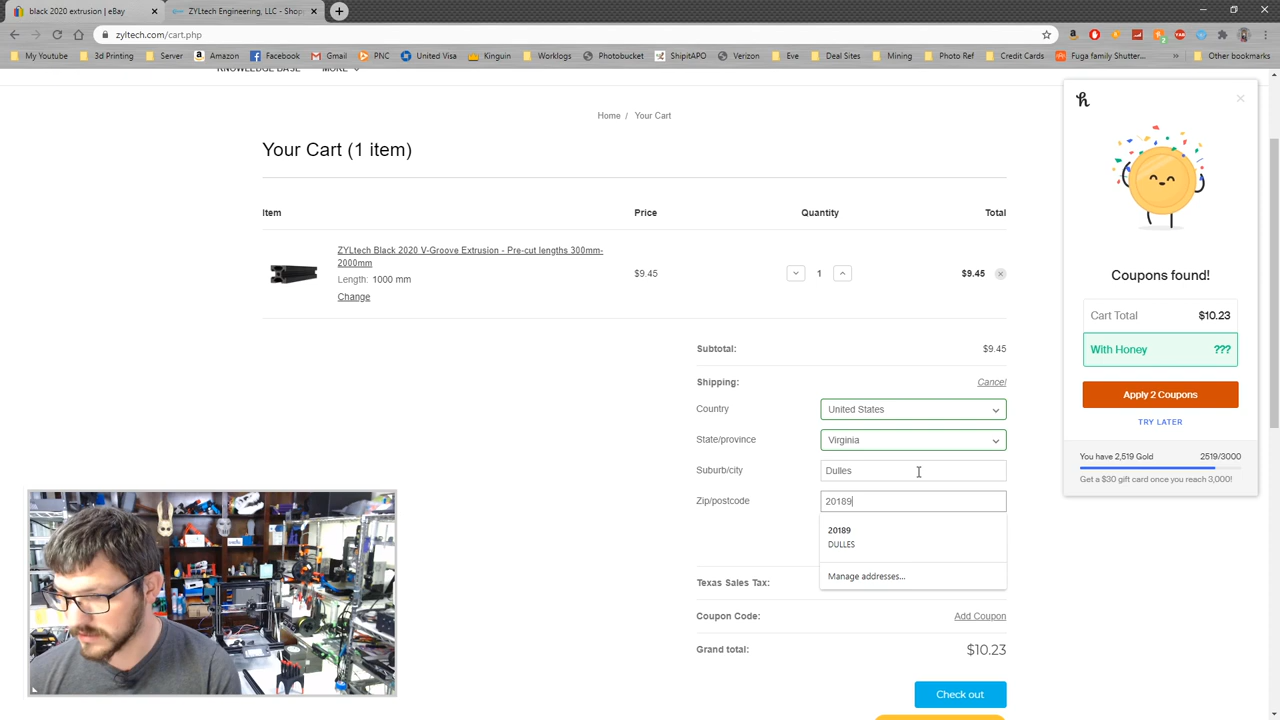 black 2020 extrusion | eBay
ZYLtech Engineering, LLC - Shop
zyltech.com/cart.php
My Youtube
3d Printing
Server
Amazon
Facebook
Gmail
PNC
United Visa
Kinguin
Worklogs
Photobucket
ShipitAPO
Verizon
Eve
Deal Sites
Mining
Photo Ref
Credit Cards
Fuga family Shutter...
Other bookmarks
KNOWLEDGE BASE MORE
Home / Your Cart
Your Cart (1 item)
Item Price Quantity Total
ZYLtech Black 2020 V-Groove Extrusion - Pre-cut lengths 300mm-
2000mm
Length: 1000 mm
Change
$9.45
1
$9.45
Subtotal: $9.45
Shipping: Cancel
Country United States
State/province Virginia
Suburb/city Dulles
Zip/postcode 20189
20189
DULLES
Manage addresses...
Texas Sales Tax:
Coupon Code: Add Coupon
Grand total: $10.23
Check out
h
Coupons found!
Cart Total $10.23
With Honey ???
Apply 2 Coupons
TRY LATER
You have 2,519 Gold 2519/3000
Get a $30 gift card once you reach 3,000!